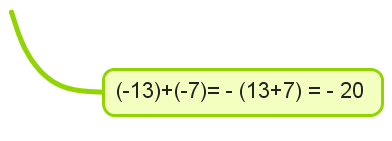 (-13)+(-7)= - (13+7) = - 20